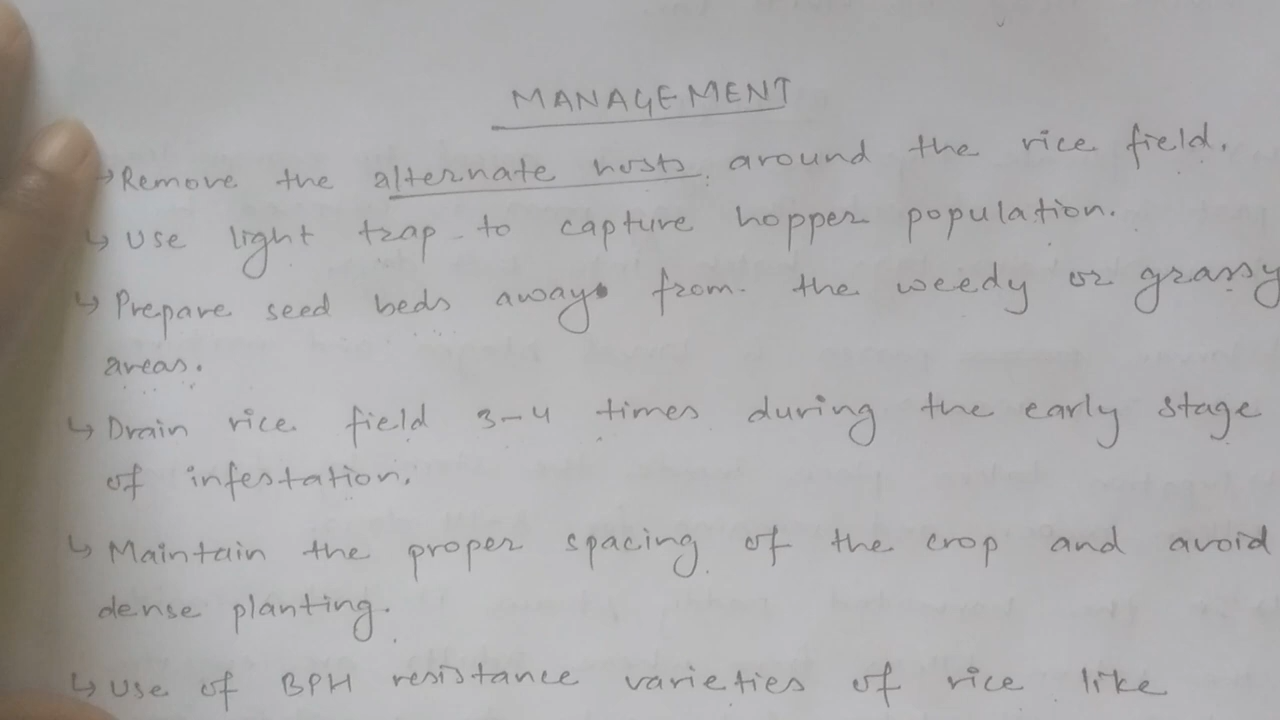 MANAGEMENT
→ Remove the alternate hosts around the rice field.
↳ Use light trap to capture hopper population.
↳ Prepare seed beds away from the weedy or grassy
areas.
↳ Drain rice field 3-4 times during the early stage
of infestation.
↳ Maintain the proper spacing of the crop and avoid
dense planting.
↳ Use of BPH resistance varieties of rice like